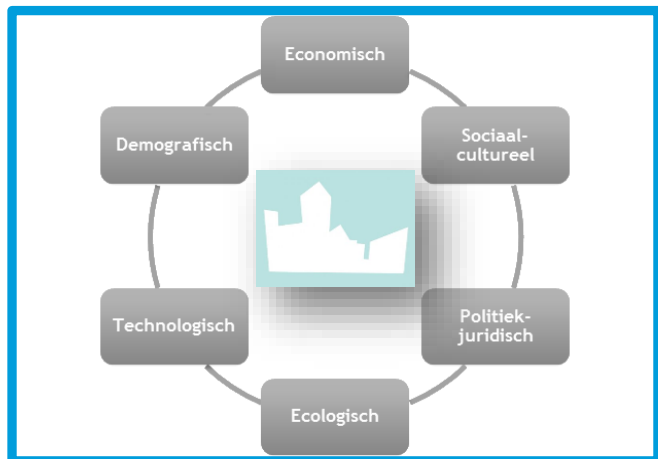 Economisch
Demografisch
Sociaal-
cultureel
Technologisch
Politiek-
juridisch
Ecologisch